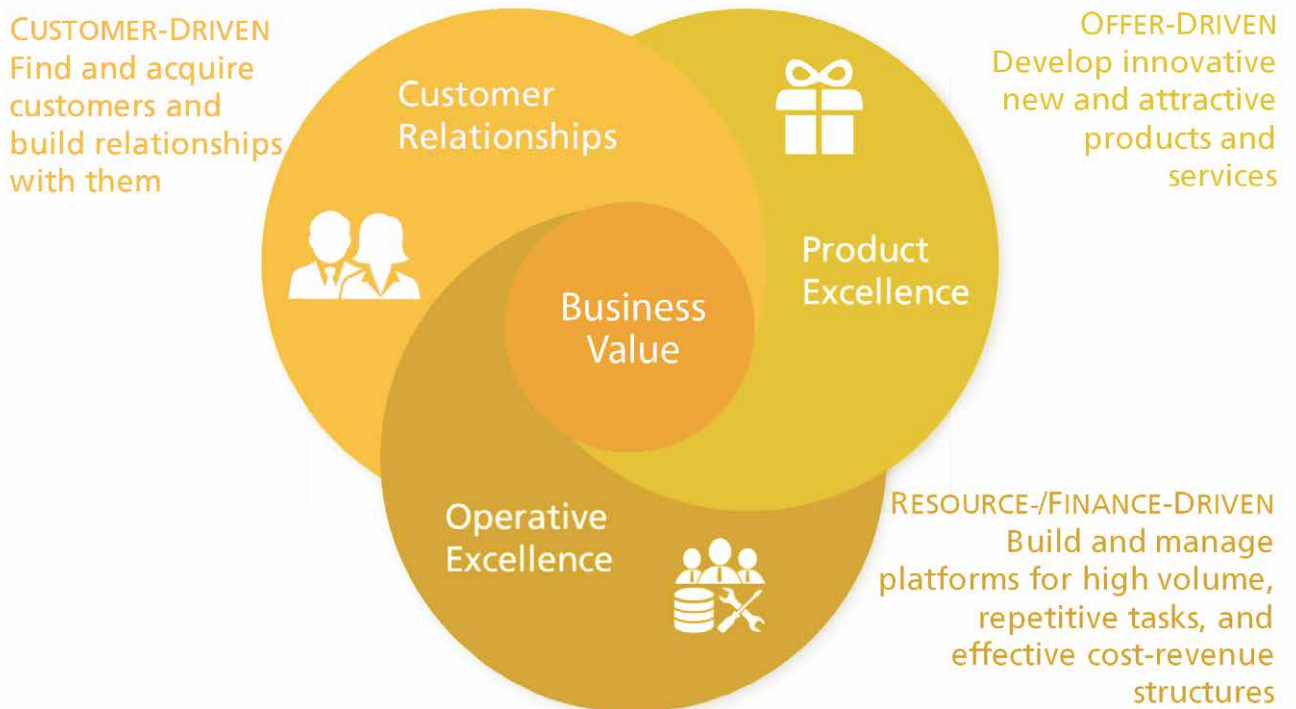 CUSTOMER-DRIVEN
Find and acquire
customers and
build relationships
with them
Customer
Relationships
OFFER-DRIVEN
Develop innovative
new and attractive
products and
services
Product
Excellence
Business
Value
Operative
Excellence
RESOURCE-/FINANCE-DRIVEN
Build and manage
platforms for high volume,
repetitive tasks, and
effective cost-revenue
structures